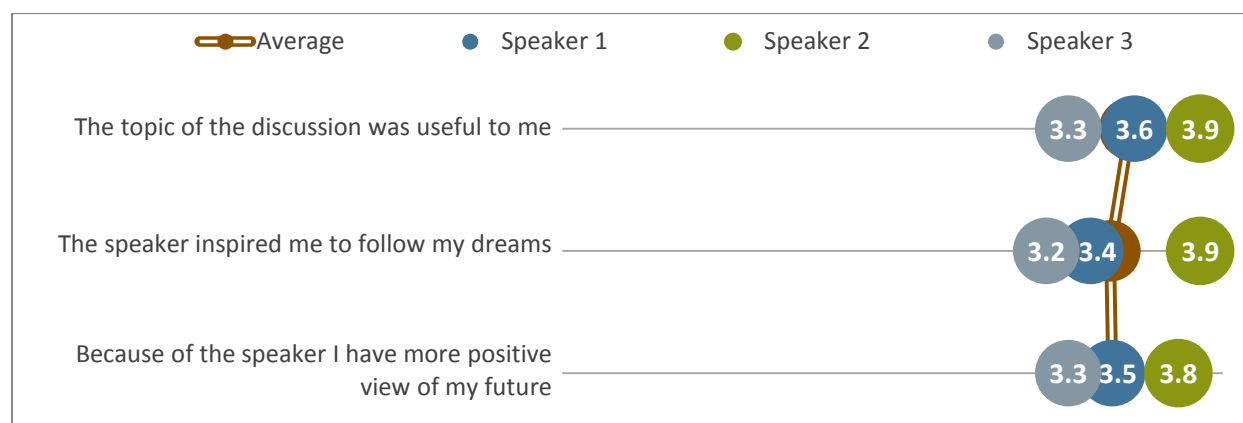 Average Speaker 1 Speaker 2 Speaker 3
The topic of the discussion was useful to me 3.3 3.6 3.9
The speaker inspired me to follow my dreams 3.2 3.4 3.9
Because of the speaker I have more positive
view of my future 3.3 3.5 3.8